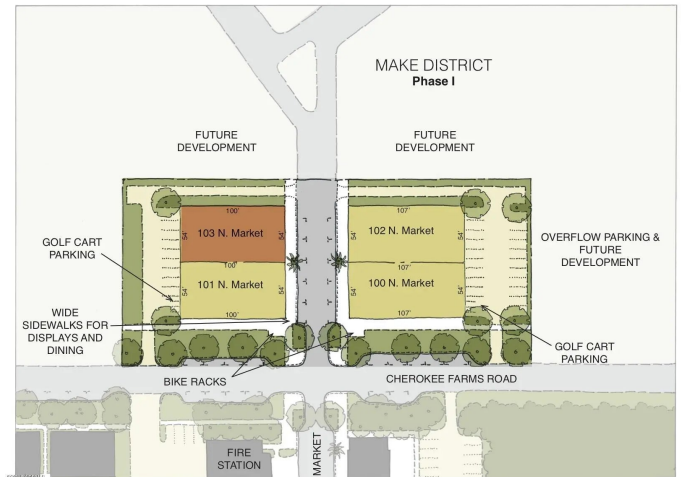 MAKE DISTRICT
Phase I
FUTURE
DEVELOPMENT
FUTURE
DEVELOPMENT
100'
54'
103 N. Market
54'
107'
54'
102 N. Market
54'
GOLF CART
PARKING
OVERFLOW PARKING &
FUTURE
DEVELOPMENT
100'
54'
101 N. Market
54'
100'
107'
54'
100 N. Market
54'
107'
WIDE
SIDEWALKS FOR
DISPLAYS AND
DINING
GOLF CART
PARKING
BIKE RACKS
CHEROKEE FARMS ROAD
FIRE
STATION
MARKET